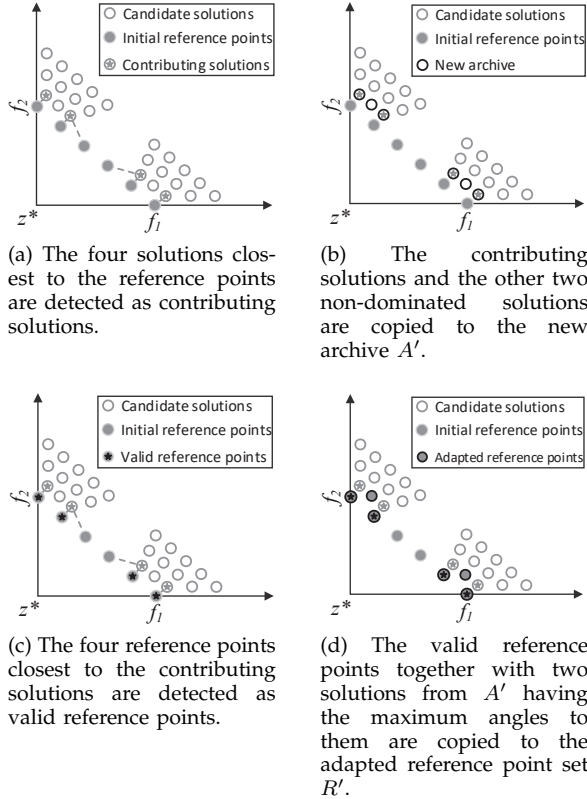 Candidate solutions
Initial reference points
Contributing solutions
f2
z*
f1
(a) The four solutions clos-
est to the reference points
are detected as contributing
solutions.
Candidate solutions
Initial reference points
New archive
f2
z*
f1
(b) The contributing
solutions and the other two
non-dominated solutions
are copied to the new
archive A′.
Candidate solutions
Initial reference points
Valid reference points
f2
z*
f1
(c) The four reference points
closest to the contributing
solutions are detected as
valid reference points.
Candidate solutions
Initial reference points
Adapted reference points
f2
z*
f1
(d) The valid reference
points together with two
solutions from A′ having
the maximum angles to
them are copied to the
adapted reference point set
R′.